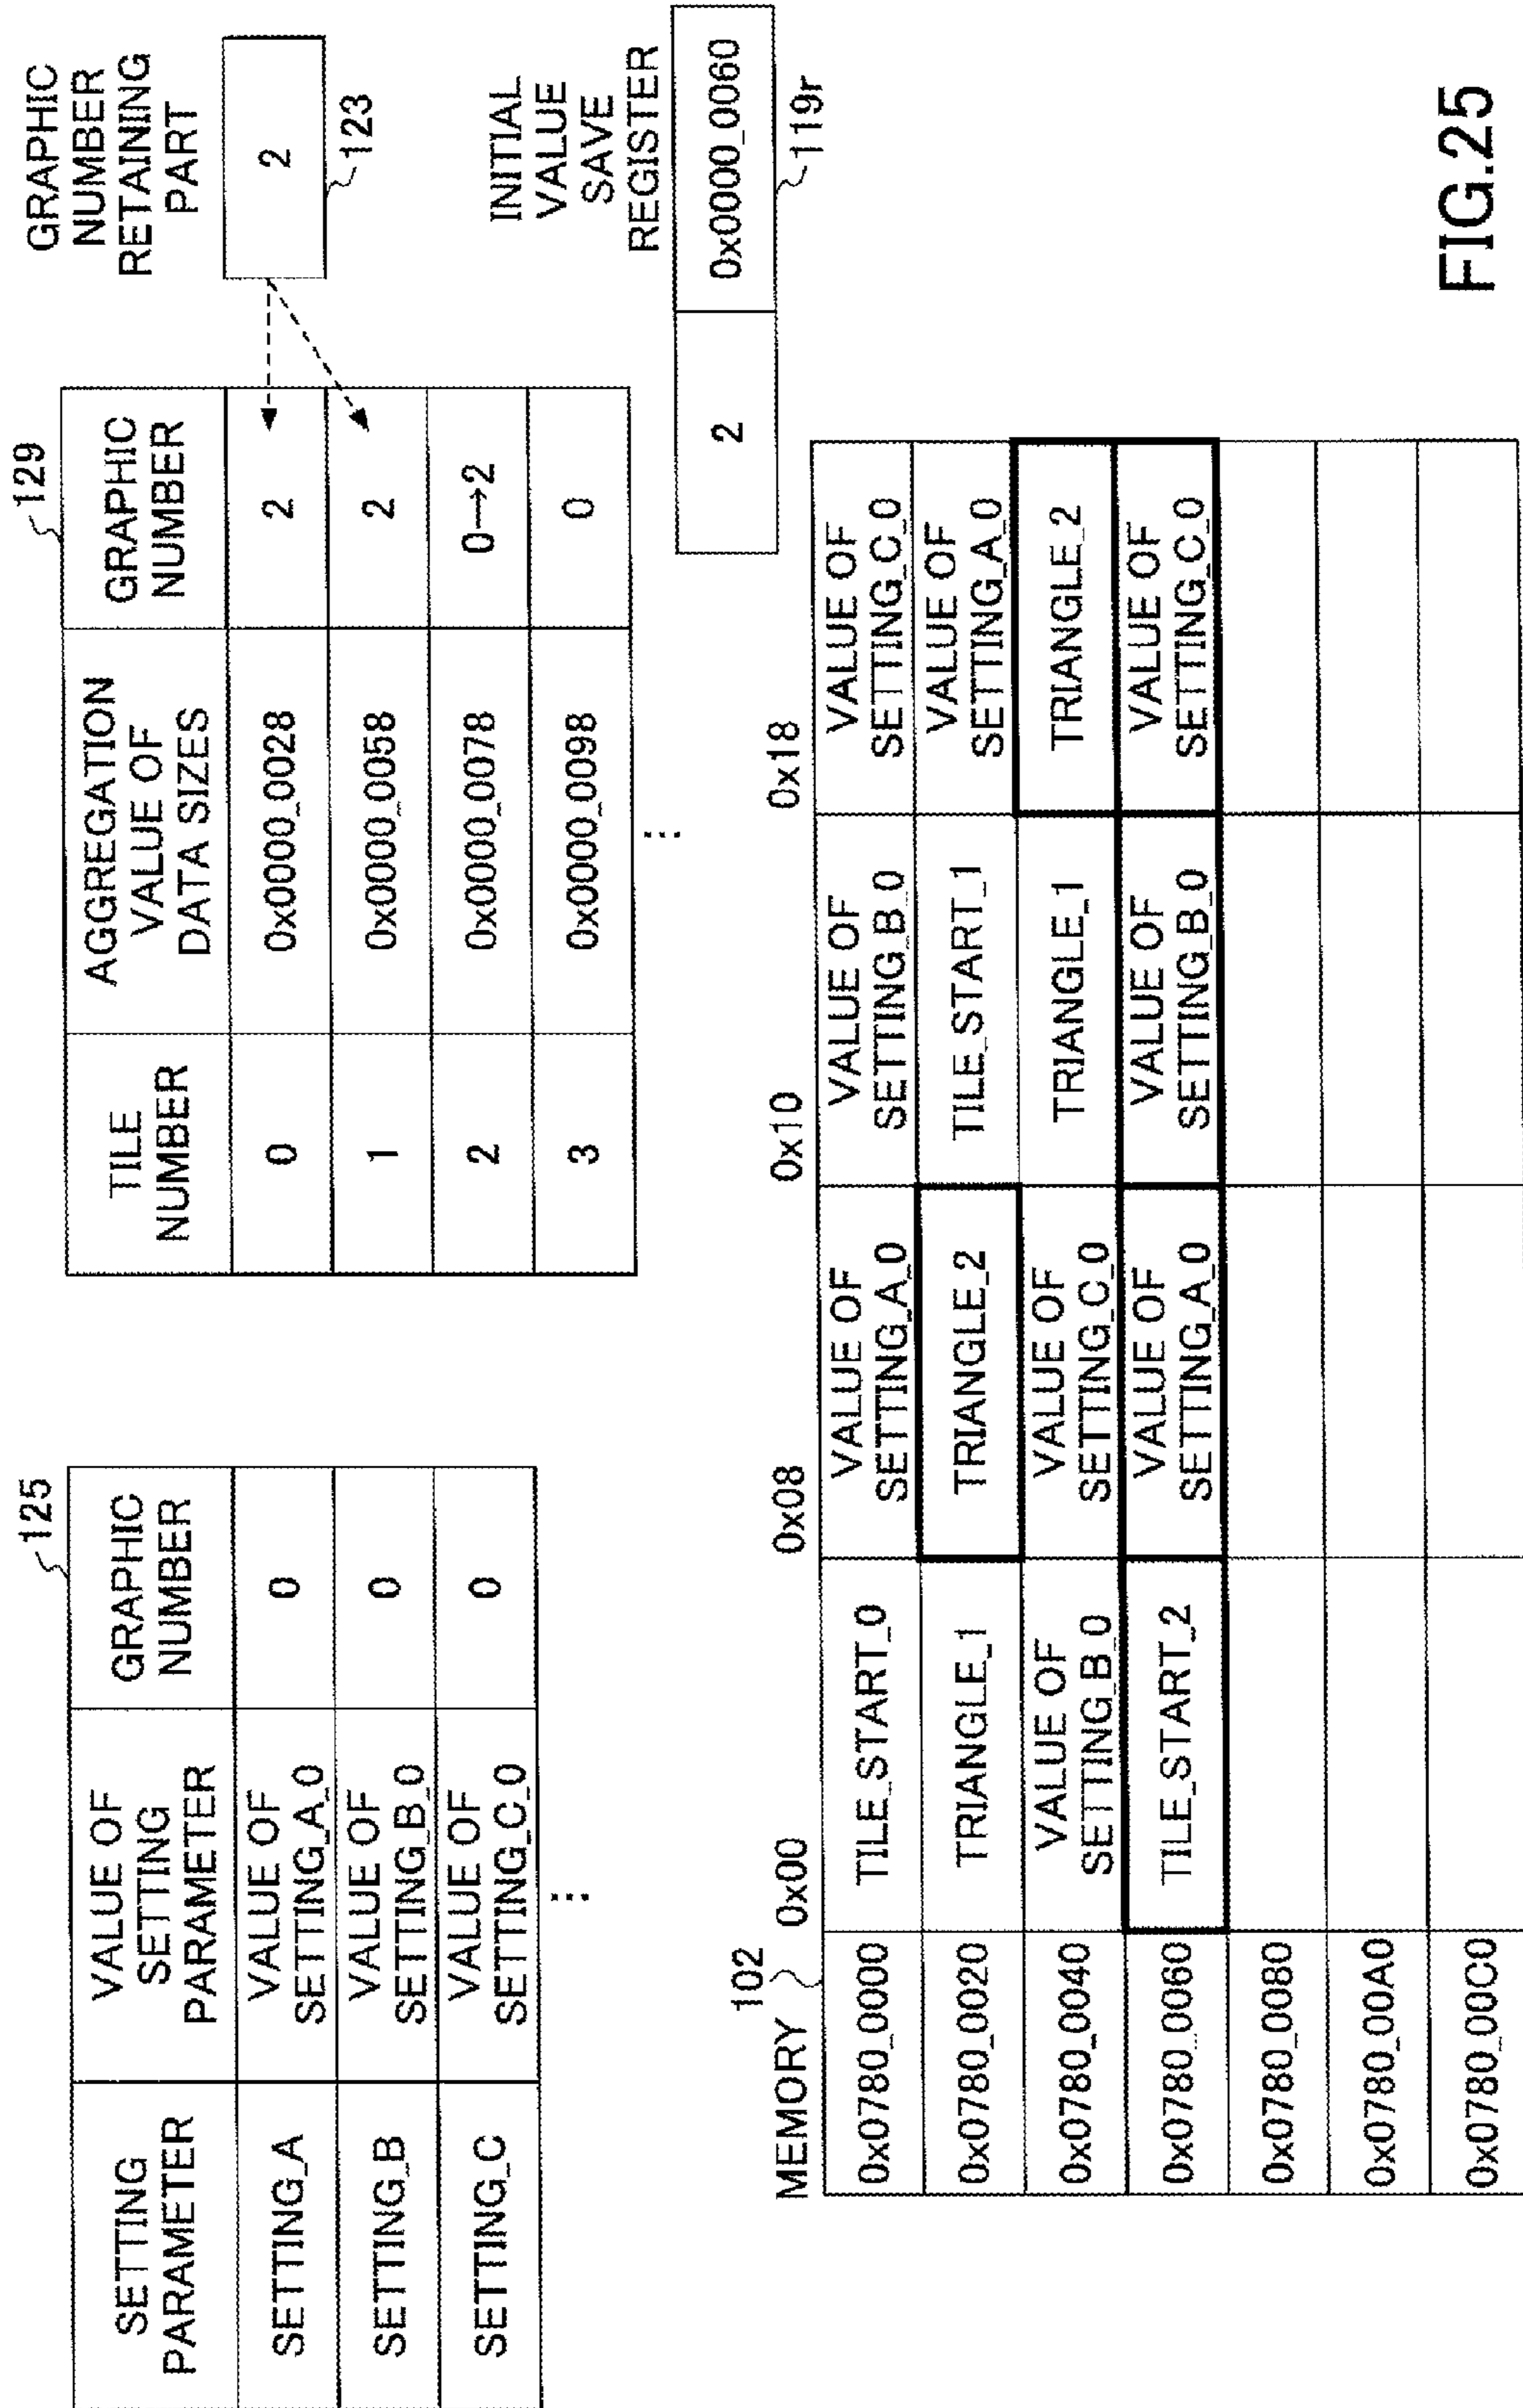 125
SETTING
PARAMETER
VALUE OF
SETTING
PARAMETER
GRAPHIC
NUMBER
SETTING_A
VALUE OF
SETTING_A_0
0
SETTING_B
VALUE OF
SETTING_B_0
0
SETTING_C
VALUE OF
SETTING_C_0
0
...
129
TILE
NUMBER
AGGREGATION
VALUE OF
DATA SIZES
GRAPHIC
NUMBER
0
0x0000_0028
2
1
0x0000_0058
2
2
0x0000_0078
0→2
3
0x0000_0098
0
...
GRAPHIC
NUMBER
RETAINING
PART
2
123
INITIAL
VALUE
SAVE
REGISTER
2
0x0000_0060
119r
MEMORY
102
0x00
0x08
0x10
0x18
0x0780_0000
TILE_START_0
VALUE OF
SETTING_A_0
VALUE OF
SETTING_B_0
VALUE OF
SETTING_C_0
0x0780_0020
TRIANGLE_1
TRIANGLE_2
TILE_START_1
VALUE OF
SETTING_A_0
0x0780_0040
VALUE OF
SETTING_B_0
VALUE OF
SETTING_C_0
TRIANGLE_1
TRIANGLE_2
0x0780_0060
TILE_START_2
VALUE OF
SETTING_A_0
VALUE OF
SETTING_B_0
VALUE OF
SETTING_C_0
0x0780_0080
0x0780_00A0
0x0780_00C0
FIG.25